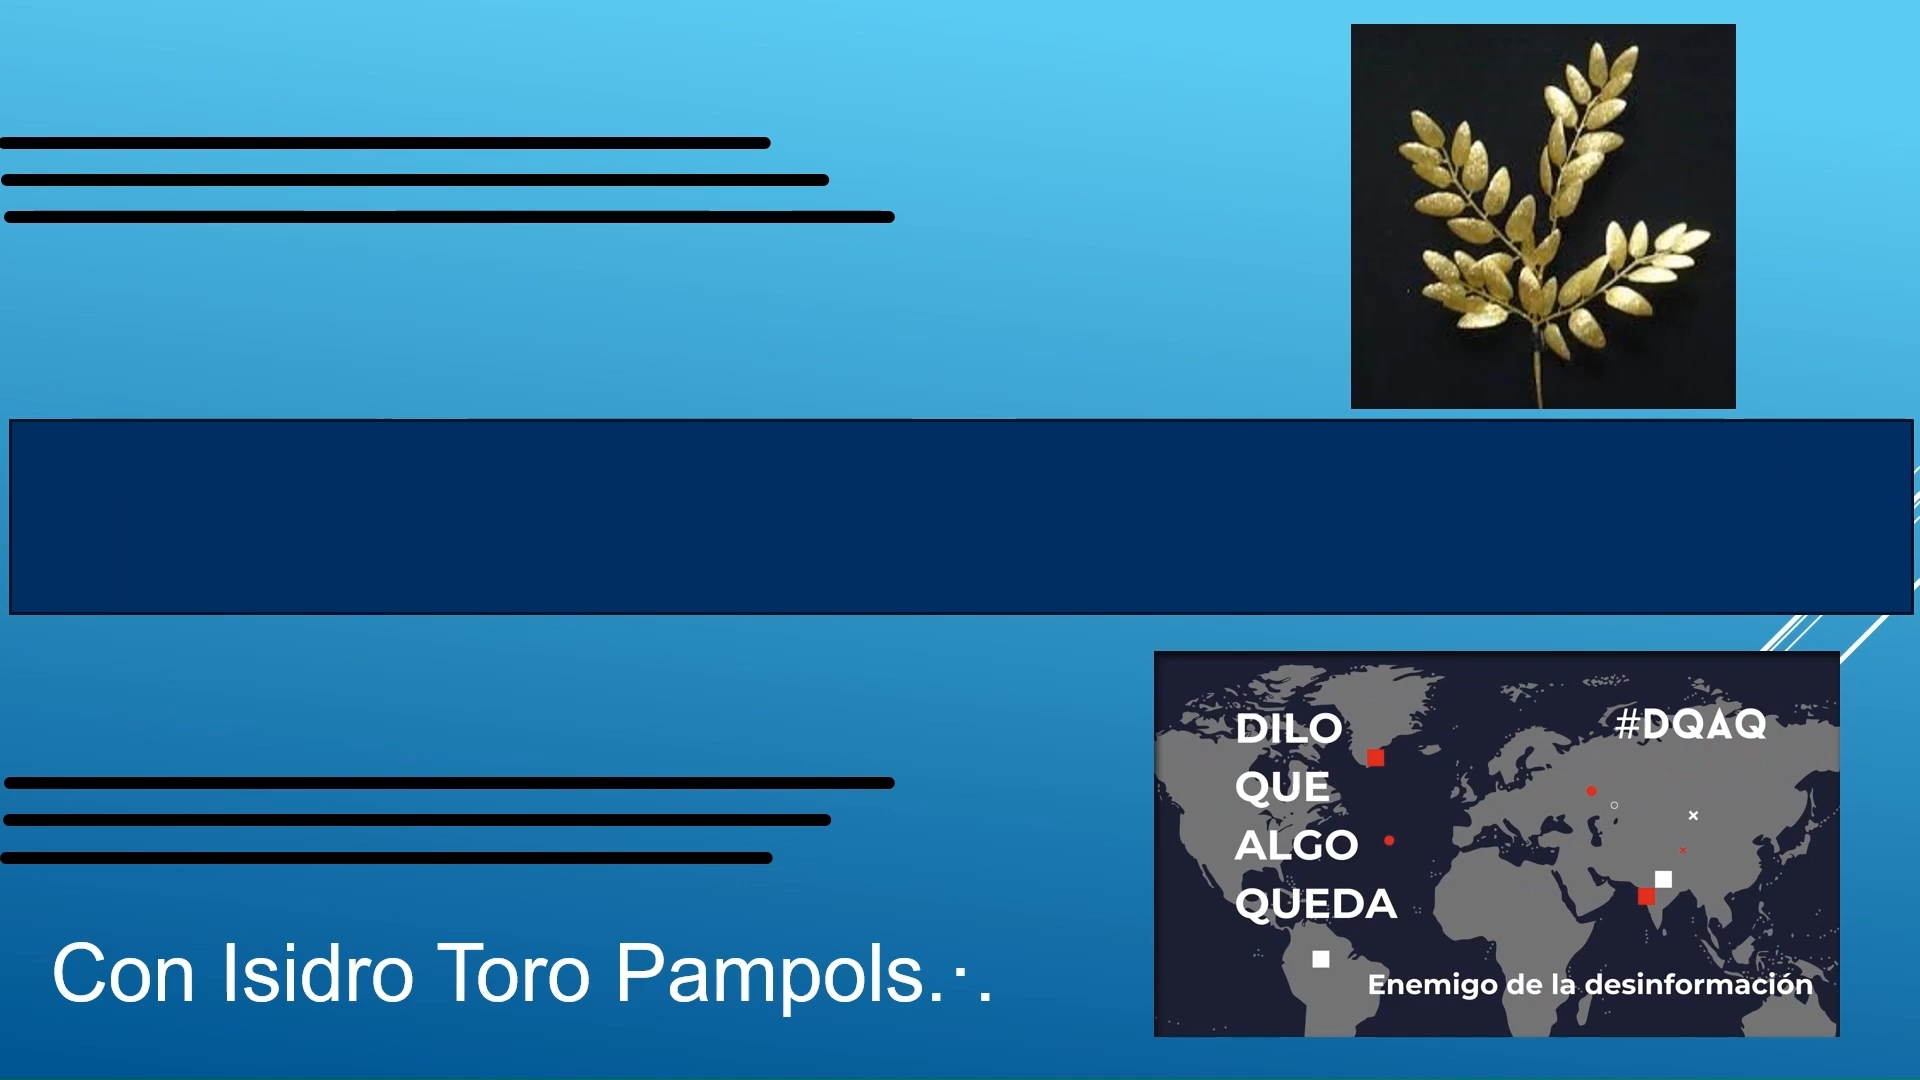 #DQAQ
DILO
QUE
ALGO
QUEDA
Enemigo de la desinformación
Con Isidro Toro Pampols.·.